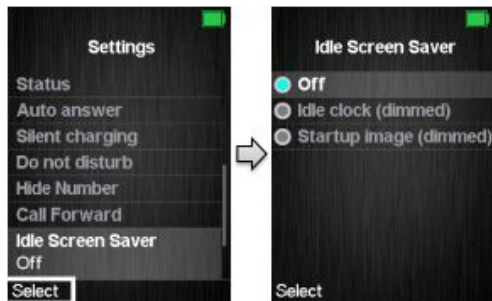 Settings
Status
Auto answer
Silent charging
Do not disturb
Hide Number
Call Forward
Idle Screen Saver
Off
Select
Idle Screen Saver
Off
Idle clock (dimmed)
Startup image (dimmed)
Select